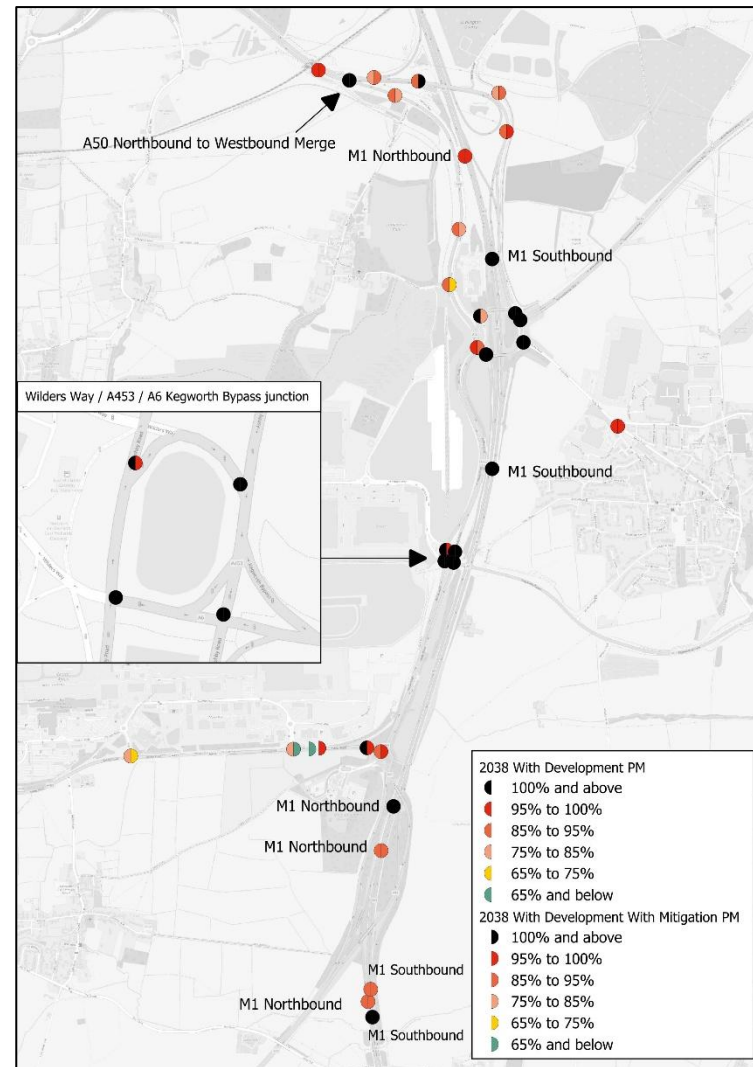 A50 Northbound to Westbound Merge
M1 Northbound
M1 Southbound
Wilders Way / A453 / A6 Kegworth Bypass junction
M1 Southbound
A453
M1 Northbound
M1 Northbound
M1 Southbound
M1 Northbound
M1 Southbound
2038 With Development PM
100% and above
95% to 100%
85% to 95%
75% to 85%
65% to 75%
65% and below
2038 With Development With Mitigation PM
100% and above
95% to 100%
85% to 95%
75% to 85%
65% to 75%
65% and below